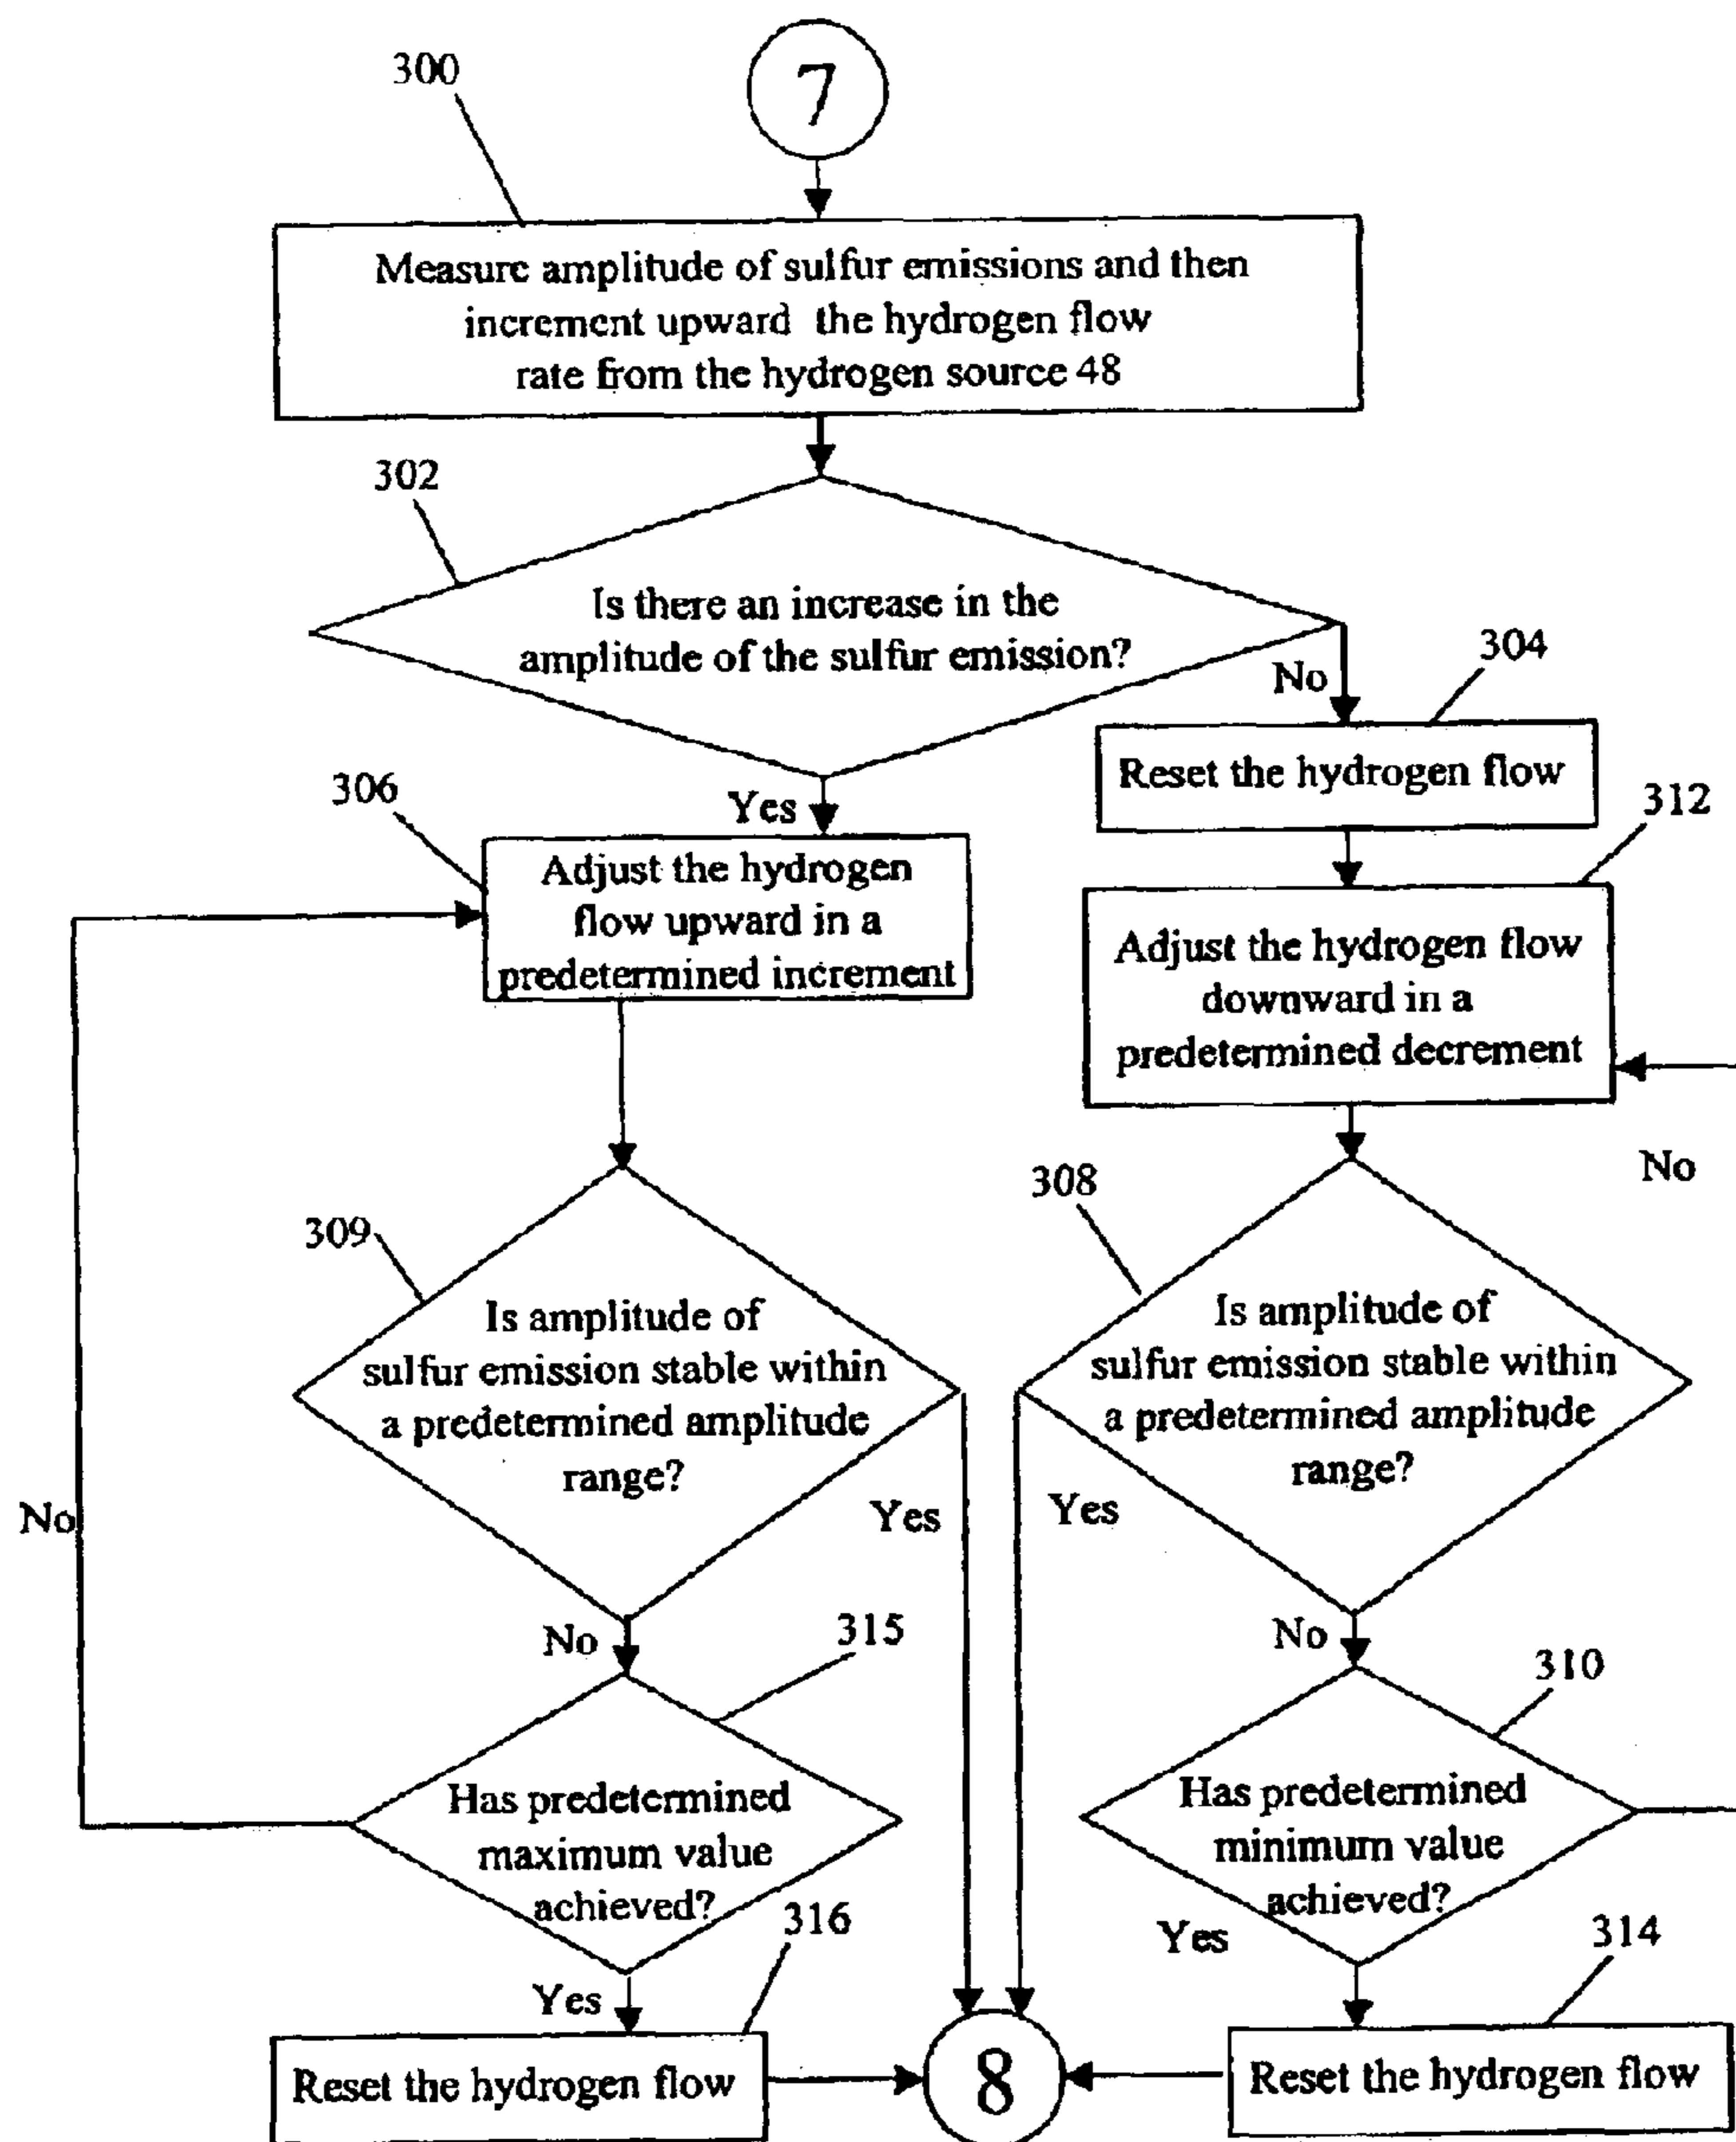 7
300
Measure amplitude of sulfur emissions and then
increment upward the hydrogen flow
rate from the hydrogen source 48
302
Is there an increase in the
amplitude of the sulfur emission?
No
304
Reset the hydrogen flow
306
Yes
312
Adjust the hydrogen
flow upward in a
predetermined increment
Adjust the hydrogen flow
downward in a
predetermined decrement
No
309
Is amplitude of
sulfur emission stable within
a predetermined amplitude
range?
Yes
308
Is amplitude of
sulfur emission stable within
a predetermined amplitude
range?
Yes
No
No
315
Has predetermined
maximum value
achieved?
No
310
Has predetermined
minimum value
achieved?
Yes
316
Yes
314
Reset the hydrogen flow
8
Reset the hydrogen flow